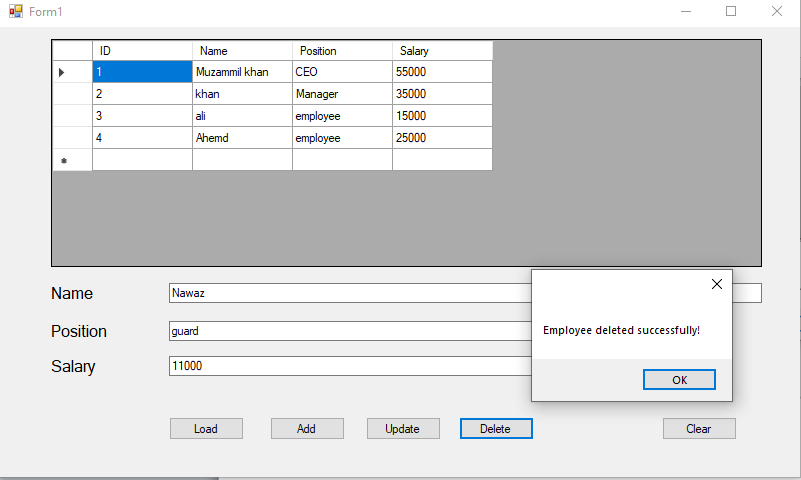 Form1
ID Name Position Salary
1 Muzammil khan CEO 55000
2 khan Manager 35000
3 ali employee 15000
4 Ahemd employee 25000
Name Nawaz
Position guard
Employee deleted successfully!
Salary 11000
OK
Load Add Update Delete Clear